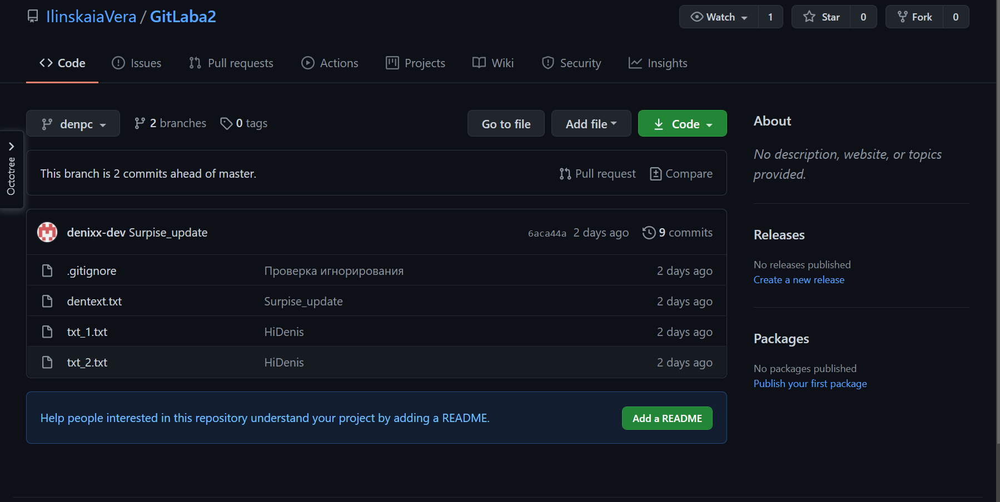 IlinskaiaVera / GitLaba2
Watch 1 Star 0 Fork 0
Code Issues Pull requests Actions Projects Wiki Security Insights
denpc 2 branches 0 tags Go to file Add file Code
Octotree
This branch is 2 commits ahead of master. Pull request Compare
denixx-dev Surpise_update 6aca44a 2 days ago 9 commits
.gitignore Проверка игнорирования 2 days ago
dentext.txt Surpise_update 2 days ago
txt_1.txt HiDenis 2 days ago
txt_2.txt HiDenis 2 days ago
Help people interested in this repository understand your project by adding a README. Add a README
About
No description, website, or topics
provided.
Releases
No releases published
Create a new release
Packages
No packages published
Publish your first package